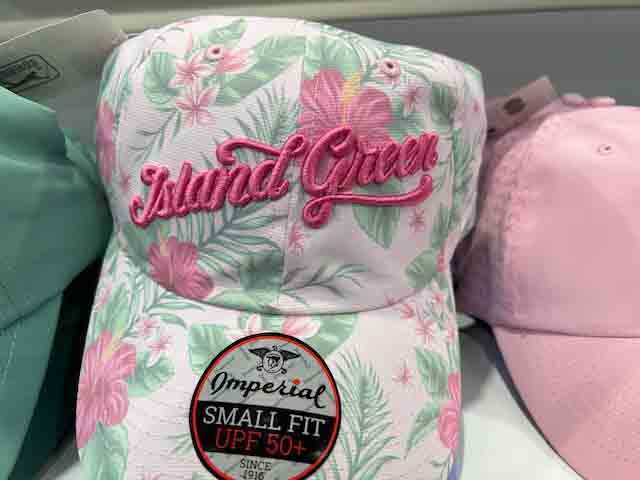 Island Green
Imperial
SMALL FIT
UPF 50+
SINCE
1916